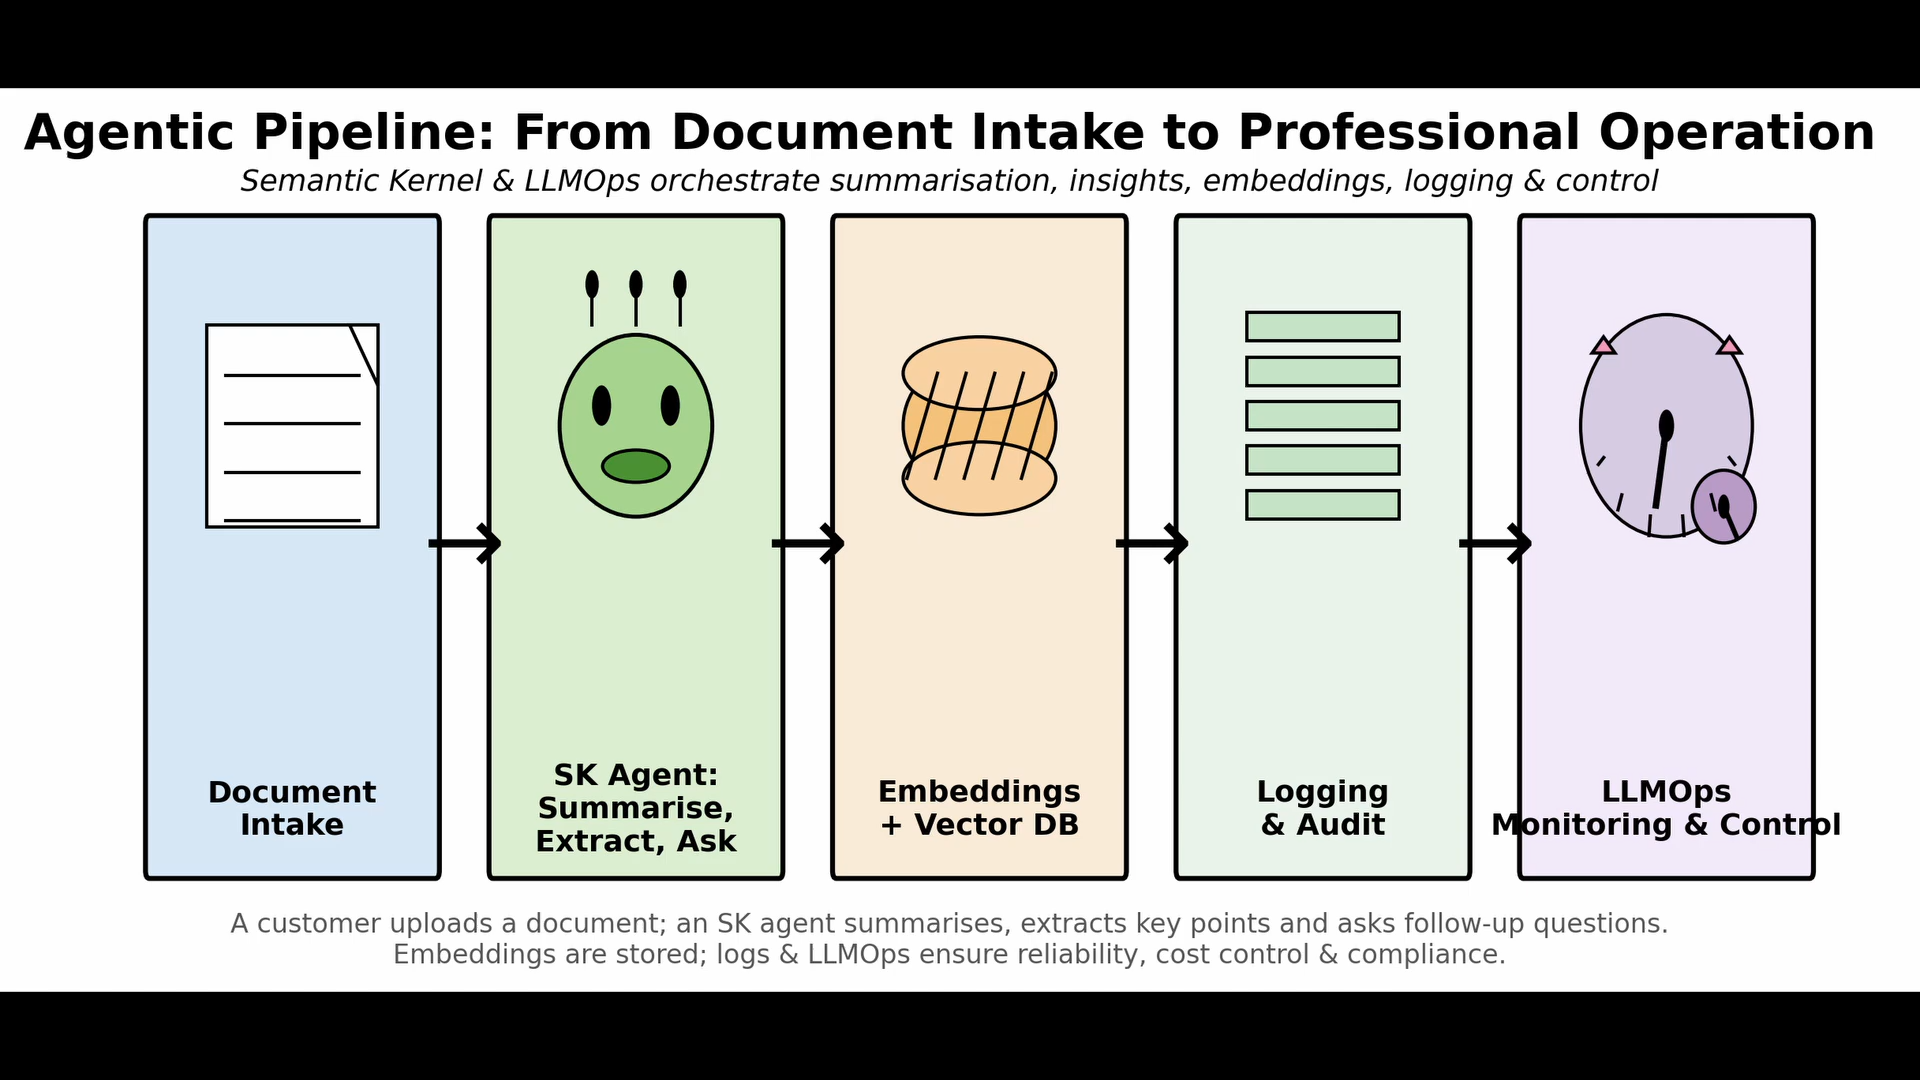 Agentic Pipeline: From Document Intake to Professional Operation
Semantic Kernel & LLMOps orchestrate summarisation, insights, embeddings, logging & control
Document
Intake
SK Agent:
Summarise,
Extract, Ask
Embeddings
+ Vector DB
Logging
& Audit
LLMOps
Monitoring & Control
A customer uploads a document; an SK agent summarises, extracts key points and asks follow-up questions.
Embeddings are stored; logs & LLMOps ensure reliability, cost control & compliance.